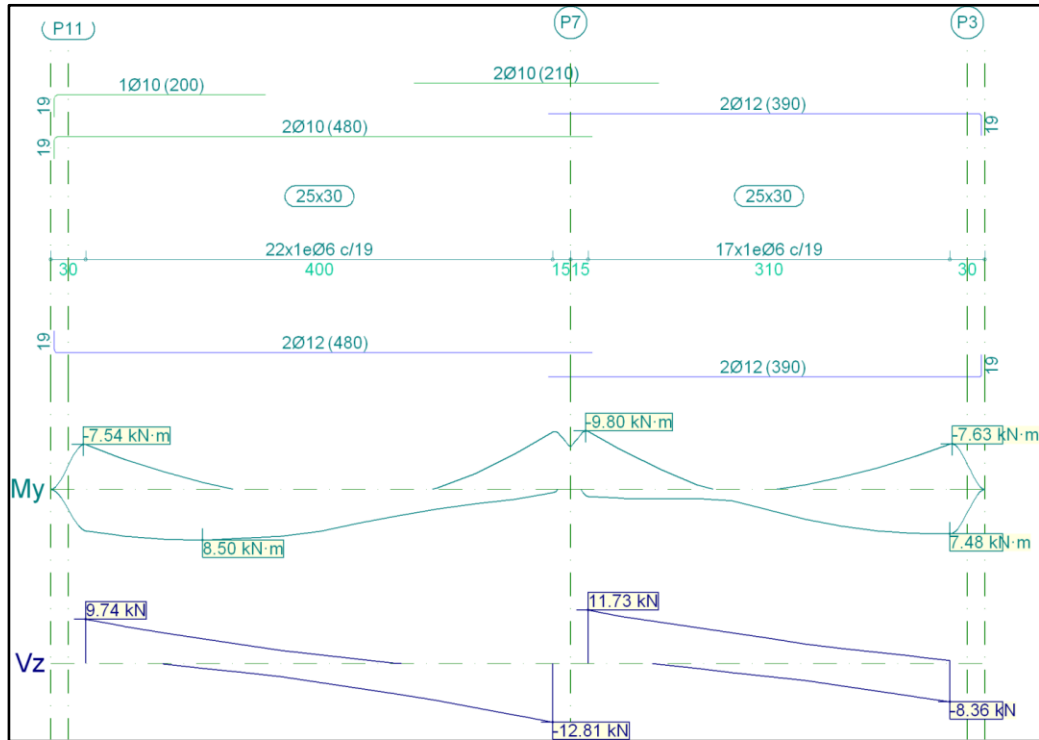 P11 P7 P3
2Ø10 (210)
1Ø10 (200)
19
2Ø12 (390)
19
2Ø10 (480)
19
25x30 25x30
22x1eØ6 c/19 17x1eØ6 c/19
30 400 1515 310 30
19
2Ø12 (480)
2Ø12 (390)
19
-9.80 kN·m
-7.54 kN·m -7.63 kN·m
My
8.50 kN·m 7.48 kN·m
9.74 kN 11.73 kN
Vz
-12.81 kN -8.36 kN